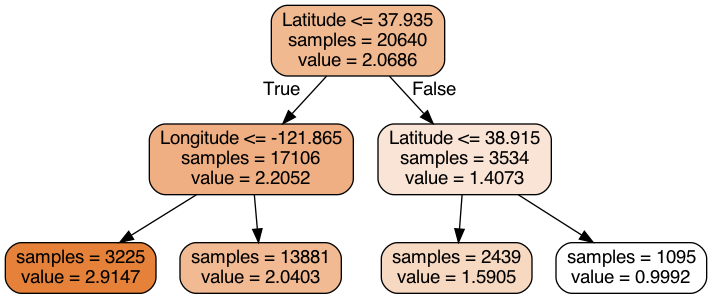 Latitude <= 37.935
samples = 20640
value = 2.0686
True
False
Longitude <= -121.865
samples = 17106
value = 2.2052
Latitude <= 38.915
samples = 3534
value = 1.4073
samples = 3225
value = 2.9147
samples = 13881
value = 2.0403
samples = 2439
value = 1.5905
samples = 1095
value = 0.9992